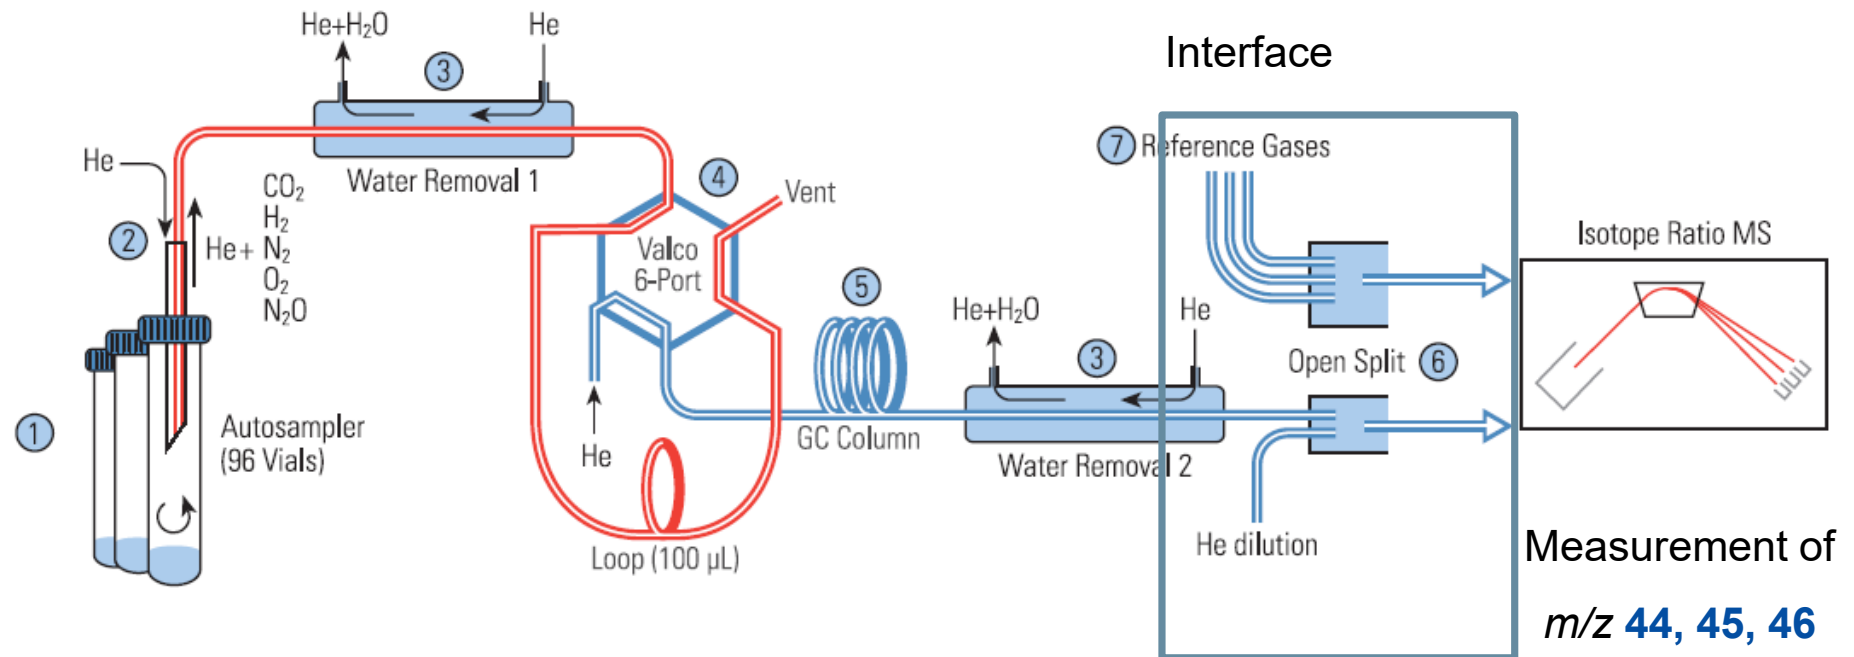 He+H₂O
He
③
Interface
Water Removal 1
He
②
He +
CO₂
H₂
N₂
O₂
N₂O
①
Autosampler
(96 Vials)
④
Vent
Valco
6-Port
He
Loop (100 µL)
⑤
GC Column
He+H₂O
He
③
Water Removal 2
⑦ Reference Gases
Open Split ⑥
He dilution
Isotope Ratio MS
Measurement of
m/z 44, 45, 46